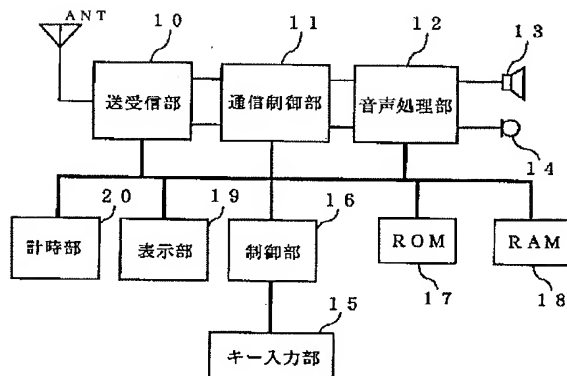 ANT
10
11
12
13
送受信部
通信制御部
音声処理部
14
20
19
16
計時部
表示部
制御部
ROM
RAM
17
18
15
キー入力部